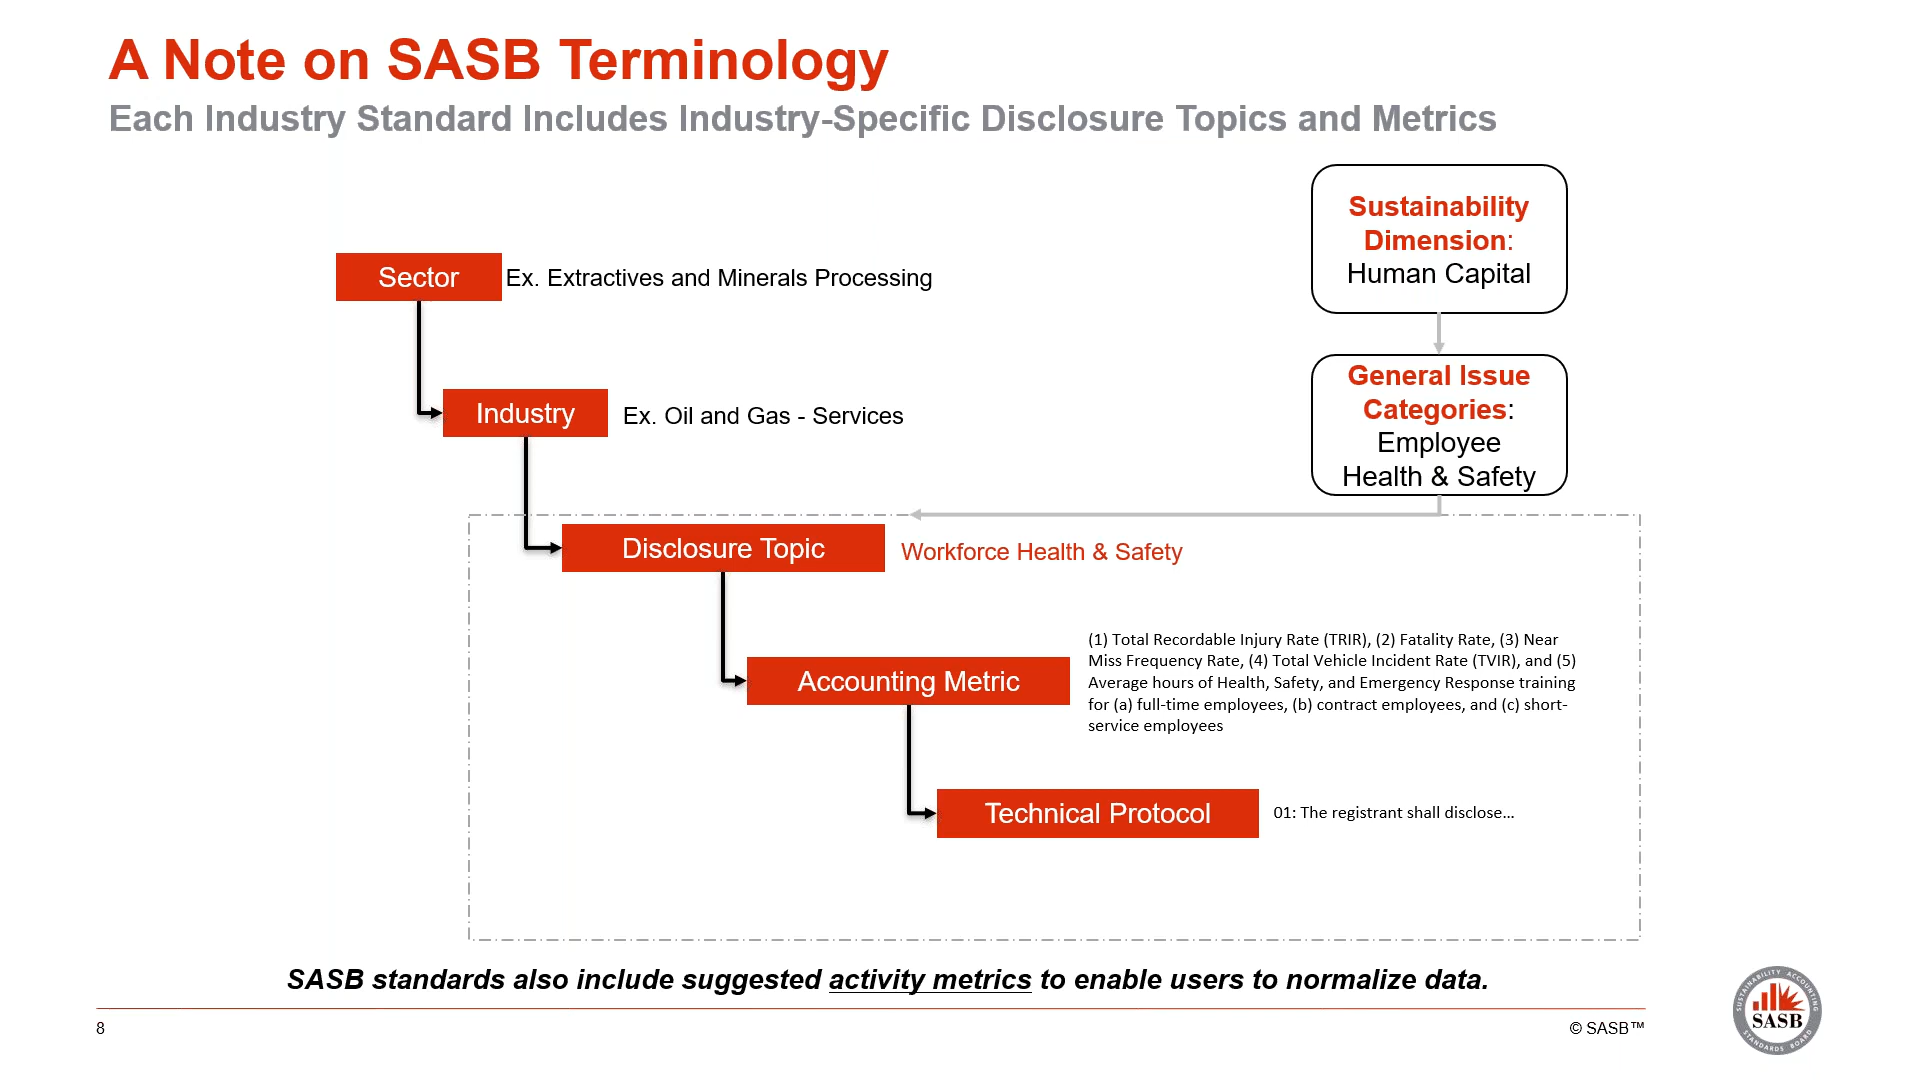 A Note on SASB Terminology
Each Industry Standard Includes Industry-Specific Disclosure Topics and Metrics
Sustainability
Dimension:
Human Capital
Sector
Ex. Extractives and Minerals Processing
General Issue
Categories:
Employee
Health & Safety
Industry
Ex. Oil and Gas - Services
Disclosure Topic
Workforce Health & Safety
Accounting Metric
(1) Total Recordable Injury Rate (TRIR), (2) Fatality Rate, (3) Near
Miss Frequency Rate, (4) Total Vehicle Incident Rate (TVIR), and (5)
Average hours of Health, Safety, and Emergency Response training
for (a) full-time employees, (b) contract employees, and (c) short-
service employees
Technical Protocol
01: The registrant shall disclose...
SASB standards also include suggested activity metrics to enable users to normalize data.
8
© SASB™
SUSTAINABILITY ACCOUNTING
SASB
STANDARDS BOARD